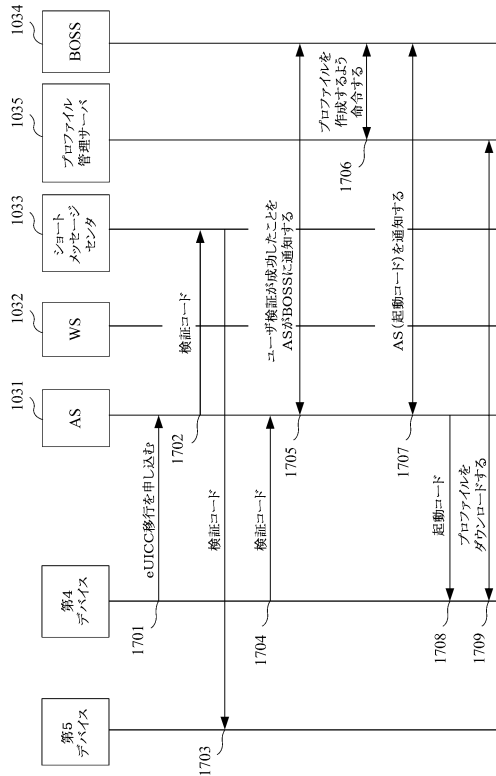 第5
デバイス
第4
デバイス
1031
AS
1032
WS
1033
ショート
メッセージ
センタ
1035
プロファイル
管理サーバ
1034
BOSS
eUICC移行を申し込む
1701
検証コード
1702
検証コード
1703
検証コード
1704
ユーザ検証が成功したことを
ASがBOSSに通知する
1705
プロファイルを
作成するよう
命令する
1706
AS(起動コード)を通知する
1707
起動コード
1708
プロファイルを
ダウンロードする
1709